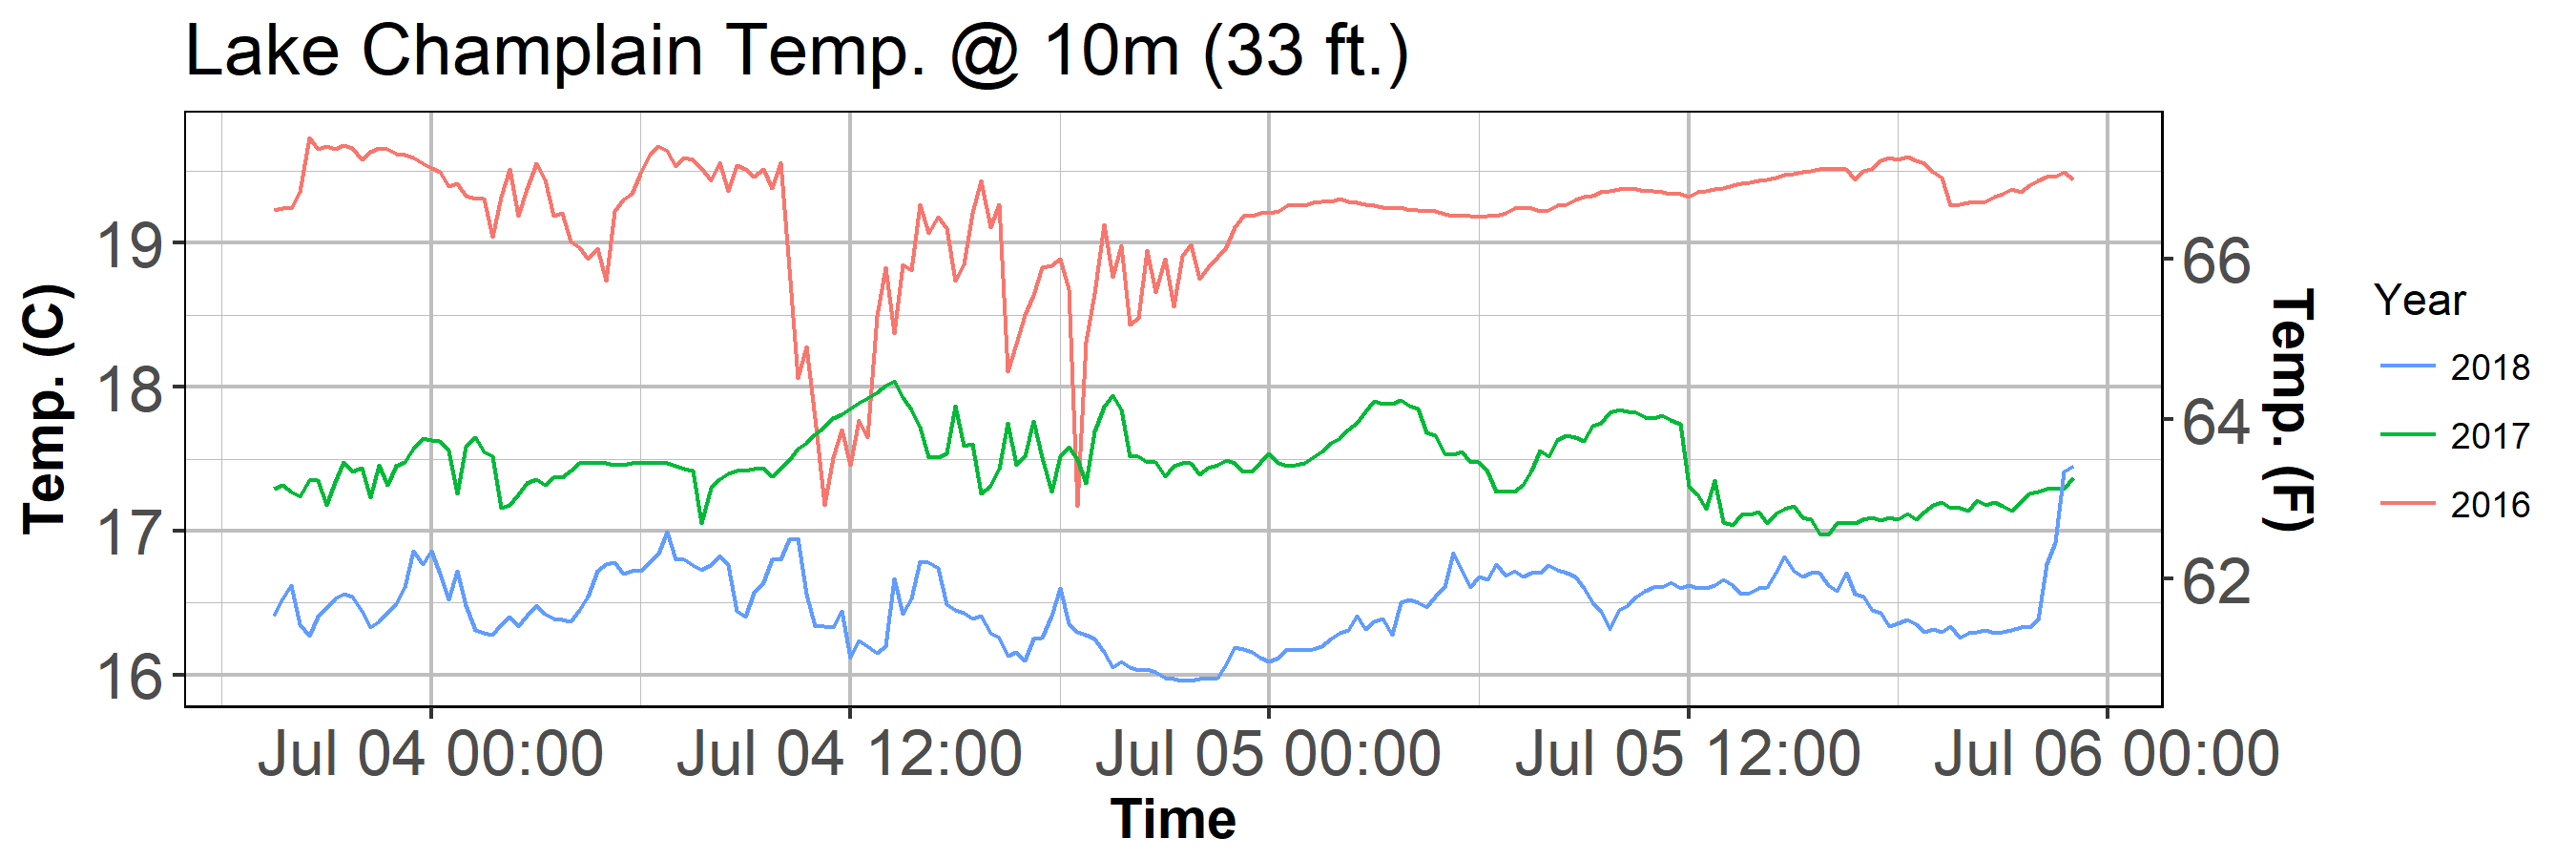 Lake Champlain Temp. @ 10m (33 ft.)
Temp. (C)
19
18
17
16
66
64
62
Temp. (F)
Year
2018
2017
2016
Jul 04 00:00
Jul 04 12:00
Jul 05 00:00
Jul 05 12:00
Jul 06 00:00
Time